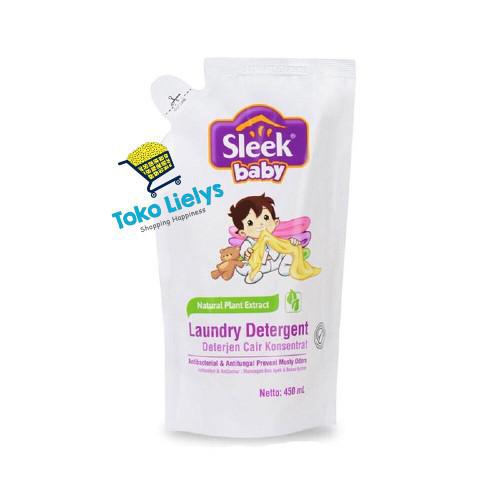 Sleek
baby
Toko Lielys
Shopping Happiness
Natural Plant Extract
Laundry Detergent
Deterjen Cair Konsentrat
Antibacterial & Antifungal Prevent Musty Odors
Netto: 450 mL